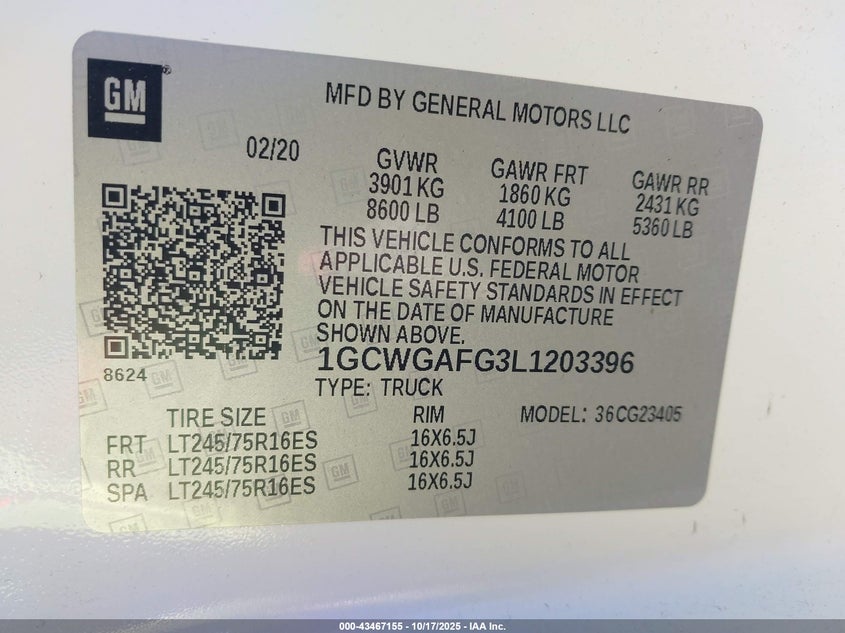 GM®
MFD BY GENERAL MOTORS LLC
02/20
GVWR
3901 KG
8600 LB
GAWR FRT
1860 KG
4100 LB
GAWR RR
2431 KG
5360 LB
THIS VEHICLE CONFORMS TO ALL
APPLICABLE U.S. FEDERAL MOTOR
VEHICLE SAFETY STANDARDS IN EFFECT
ON THE DATE OF MANUFACTURE
SHOWN ABOVE.
1GCWGAFG3L1203396
8624
TYPE: TRUCK
TIRE SIZE RIM MODEL: 36CG23405
FRT LT245/75R16ES 16X6.5J
RR LT245/75R16ES 16X6.5J
SPA LT245/75R16ES 16X6.5J
000-43467155 - 10/17/2025 - IAA Inc.